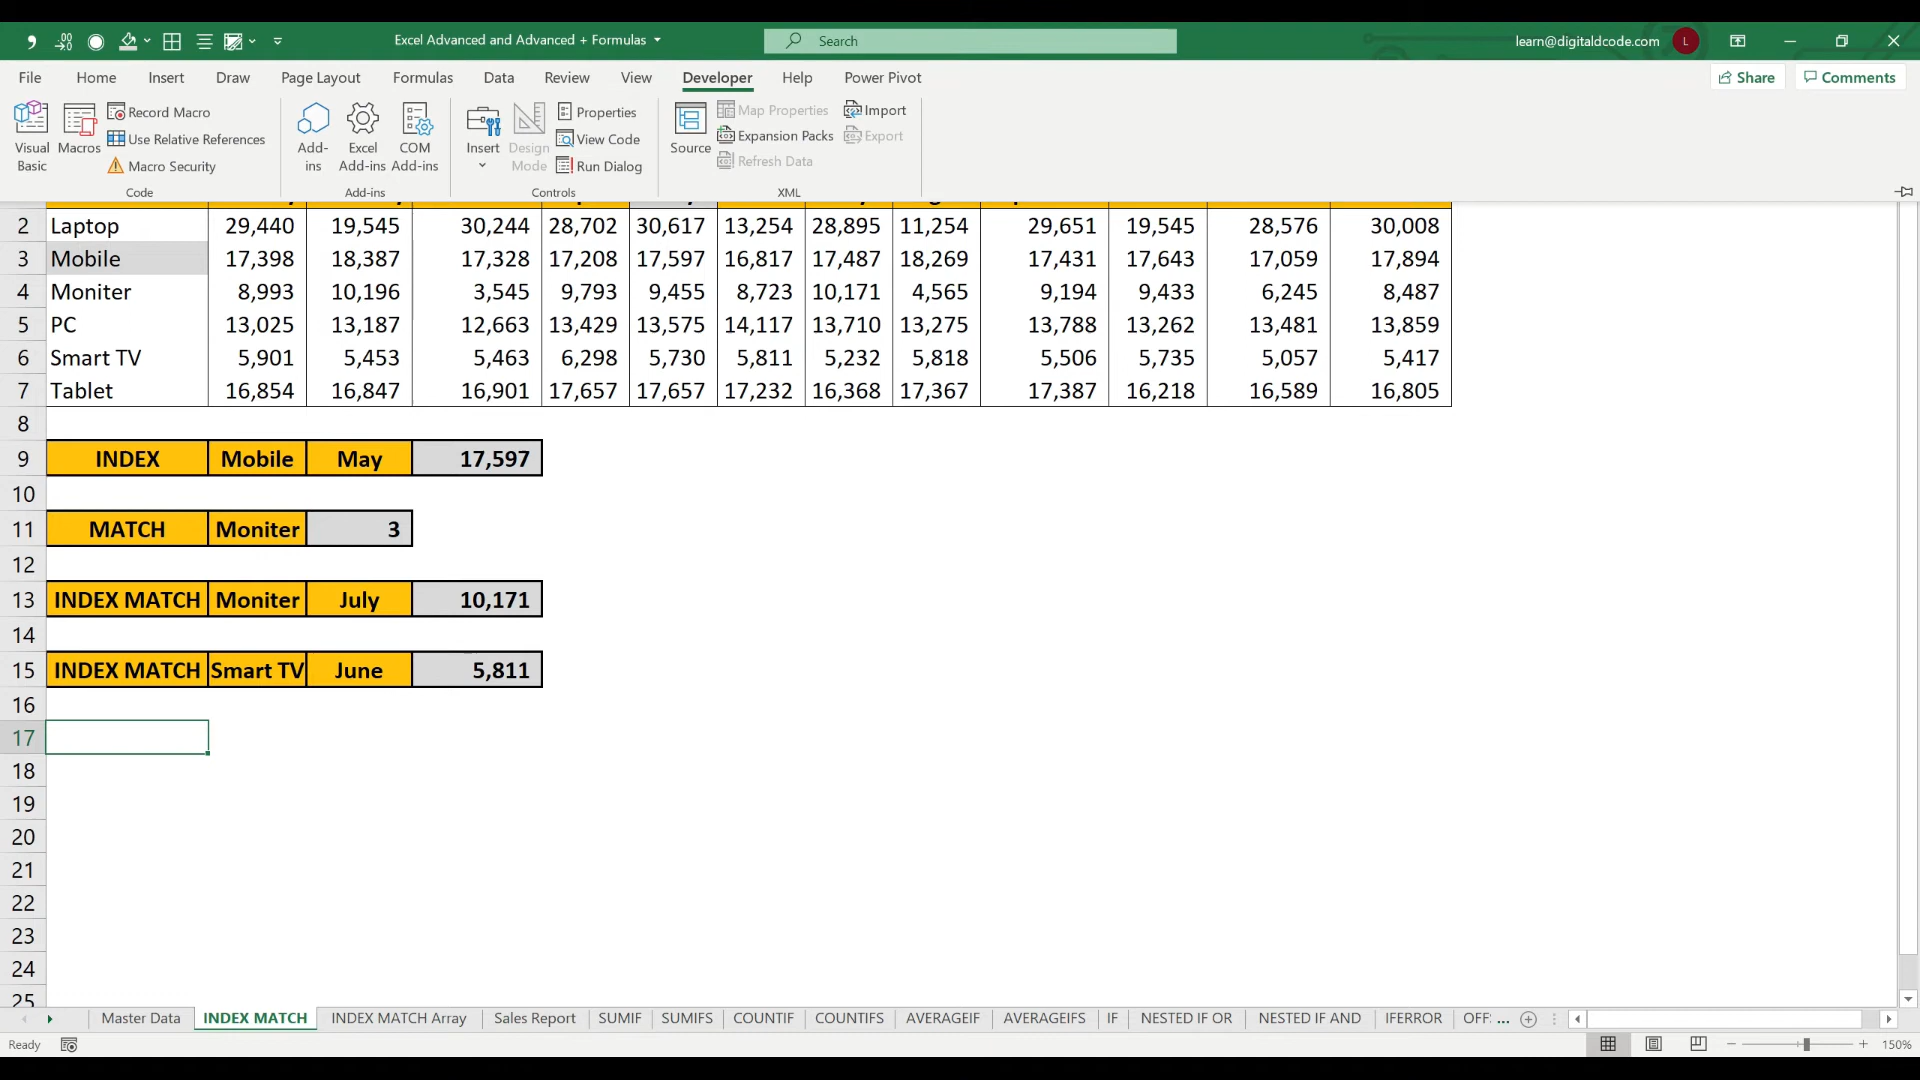 Excel Advanced and Advanced + Formulas
Search
learn@digitaldcode.com L
File Home Insert Draw Page Layout Formulas Data Review View Developer Help Power Pivot Share Comments
Visual Basic
Macros
Record Macro
Use Relative References
Macro Security
Code
Add-ins
Excel Add-ins
COM Add-ins
Add-ins
Insert
Design Mode
Properties
View Code
Run Dialog
Controls
Source
Map Properties
Expansion Packs
Refresh Data
Import
Export
XML
2 Laptop 29,440 19,545 30,244 28,702 30,617 13,254 28,895 11,254 29,651 19,545 28,576 30,008
3 Mobile 17,398 18,387 17,328 17,208 17,597 16,817 17,487 18,269 17,431 17,643 17,059 17,894
4 Moniter 8,993 10,196 3,545 9,793 9,455 8,723 10,171 4,565 9,194 9,433 6,245 8,487
5 PC 13,025 13,187 12,663 13,429 13,575 14,117 13,710 13,275 13,788 13,262 13,481 13,859
6 Smart TV 5,901 5,453 5,463 6,298 5,730 5,811 5,232 5,818 5,506 5,735 5,057 5,417
7 Tablet 16,854 16,847 16,901 17,657 17,657 17,232 16,368 17,367 17,387 16,218 16,589 16,805
8
9 INDEX Mobile May 17,597
10
11 MATCH Moniter 3
12
13 INDEX MATCH Moniter July 10,171
14
15 INDEX MATCH Smart TV June 5,811
16
17
18
19
20
21
22
23
24
25
Master Data INDEX MATCH INDEX MATCH Array Sales Report SUMIF SUMIFS COUNTIF COUNTIFS AVERAGEIF AVERAGEIFS IF NESTED IF OR NESTED IF AND IFERROR OFF: ...
Ready 150%